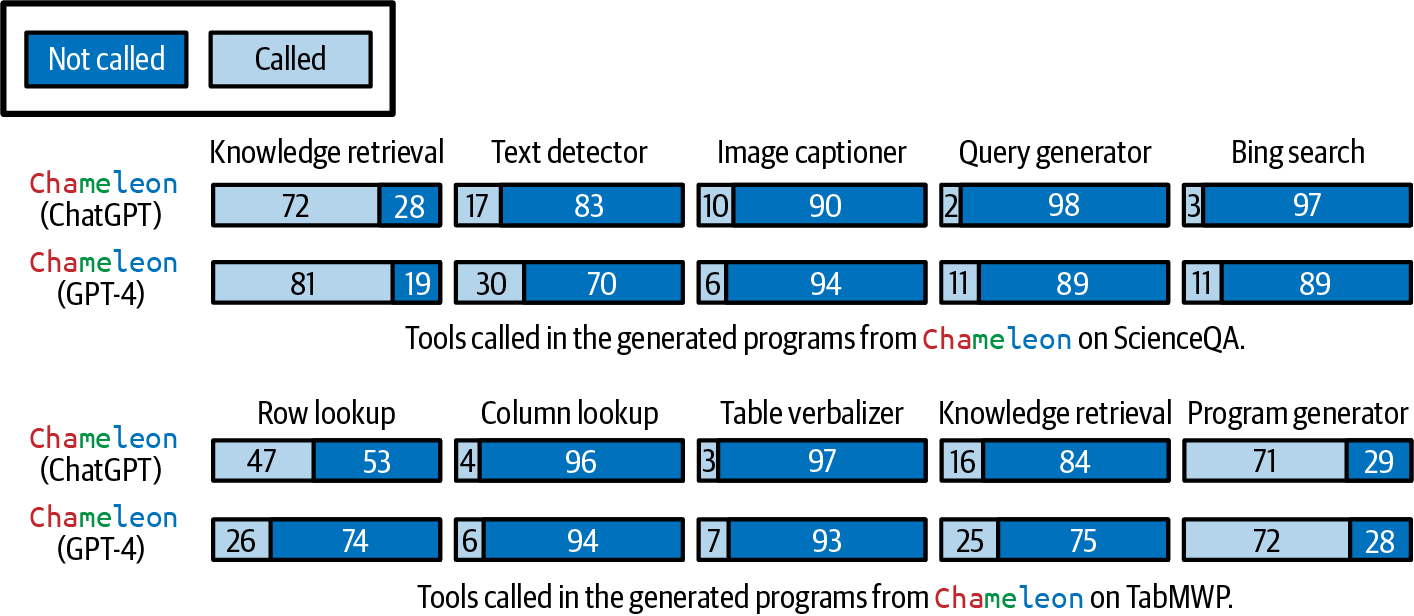 Not called Called
Knowledge retrieval Text detector Image captioner Query generator Bing search
Chameleon
(ChatGPT)
72 28 17 83 10 90 2 98 3 97
Chameleon
(GPT-4)
81 19 30 70 6 94 11 89 11 89
Tools called in the generated programs from Chameleon on ScienceQA.
Row lookup Column lookup Table verbalizer Knowledge retrieval Program generator
Chameleon
(ChatGPT)
47 53 4 96 3 97 16 84 71 29
Chameleon
(GPT-4)
26 74 6 94 7 93 25 75 72 28
Tools called in the generated programs from Chameleon on TabMWP.